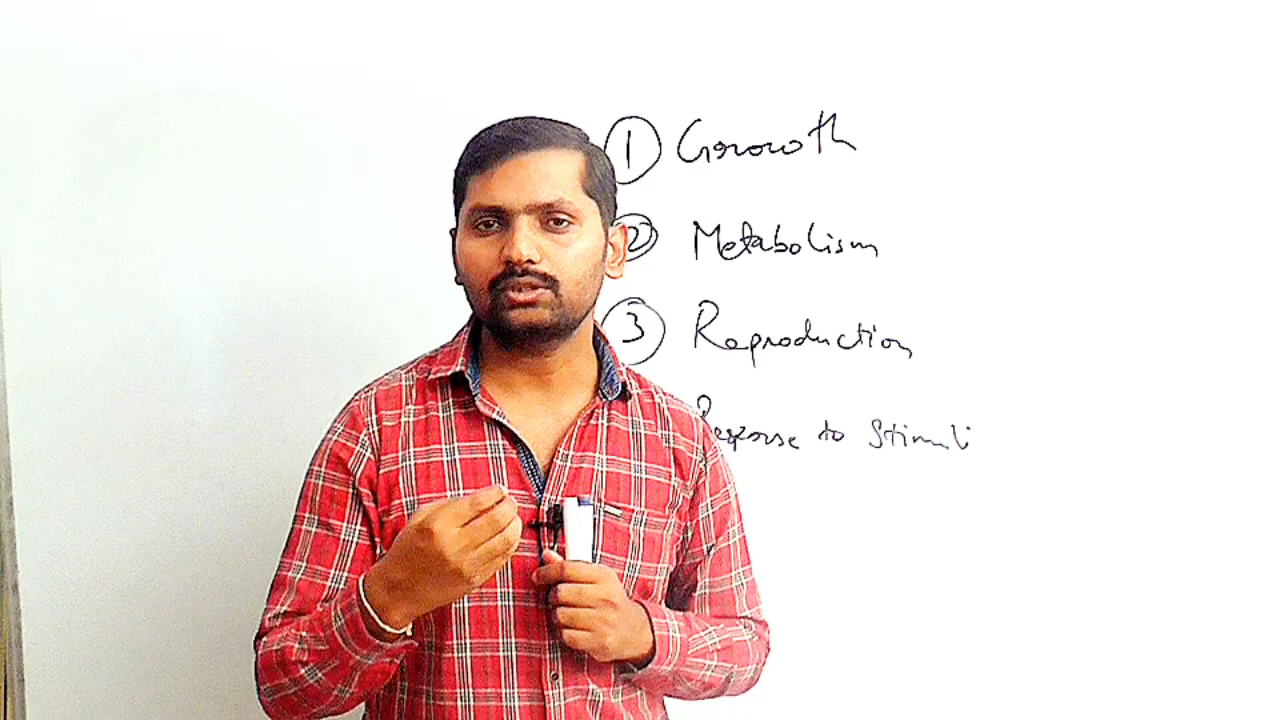 1 Growth
2 Metabolism
3 Reproduction
Response to Stimuli